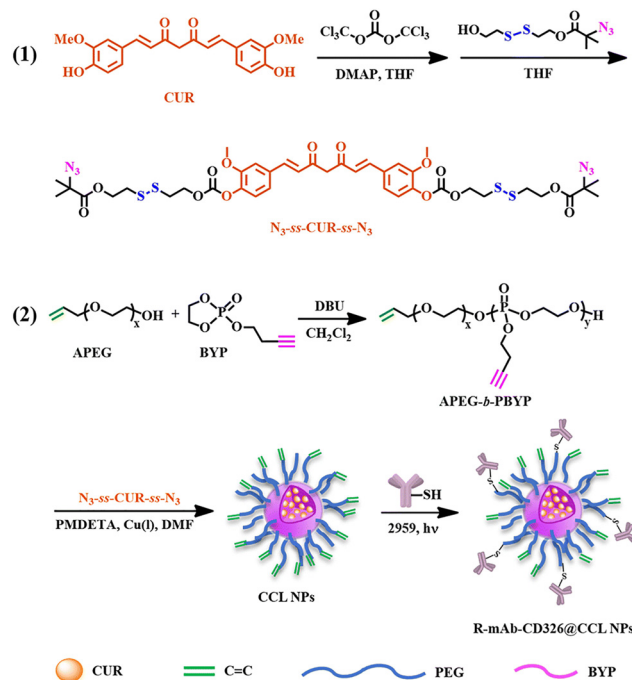 (1)
MeO
O O
OMe
HO
OH
CUR
Cl3C O O CCl3
O
DMAP, THF
HO S-S O N3
O
THF
N3
O
O
S-S
O
O
O
O
O O
O
O
O
O
S-S
O
O
N3
N3-ss-CUR-ss-N3
(2)
O
x
OH
APEG
+
O O
P
O
O
BYP
DBU
CH2Cl2
O
x
O
O
P
O
O
O
y
H
APEG-b-PBYP
N3-ss-CUR-ss-N3
PMDETA, Cu(l), DMF
CCL NPs
SH
2959, hν
S
S
S
S
S
S
R-mAb-CD326@CCL NPs
CUR
C=C
PEG
BYP